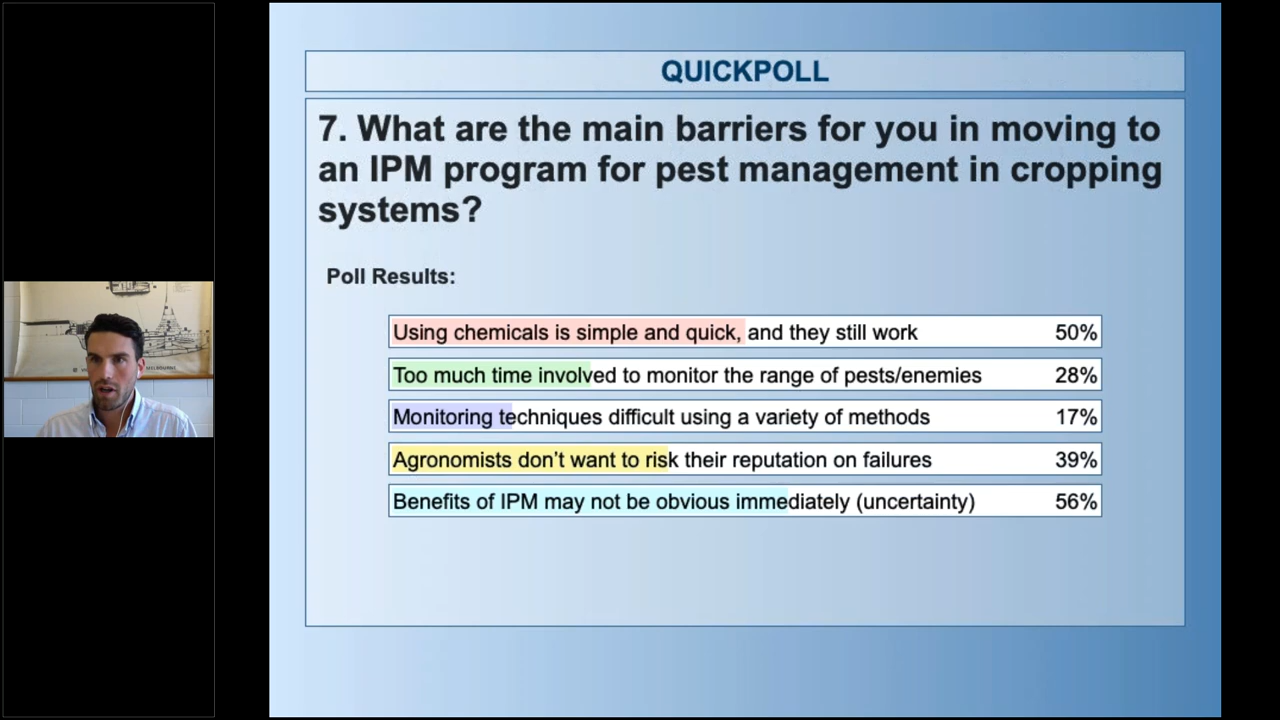 QUICKPOLL
7. What are the main barriers for you in moving to
an IPM program for pest management in cropping
systems?
Poll Results:
Using chemicals is simple and quick, and they still work 50%
Too much time involved to monitor the range of pests/enemies 28%
Monitoring techniques difficult using a variety of methods 17%
Agronomists don't want to risk their reputation on failures 39%
Benefits of IPM may not be obvious immediately (uncertainty) 56%